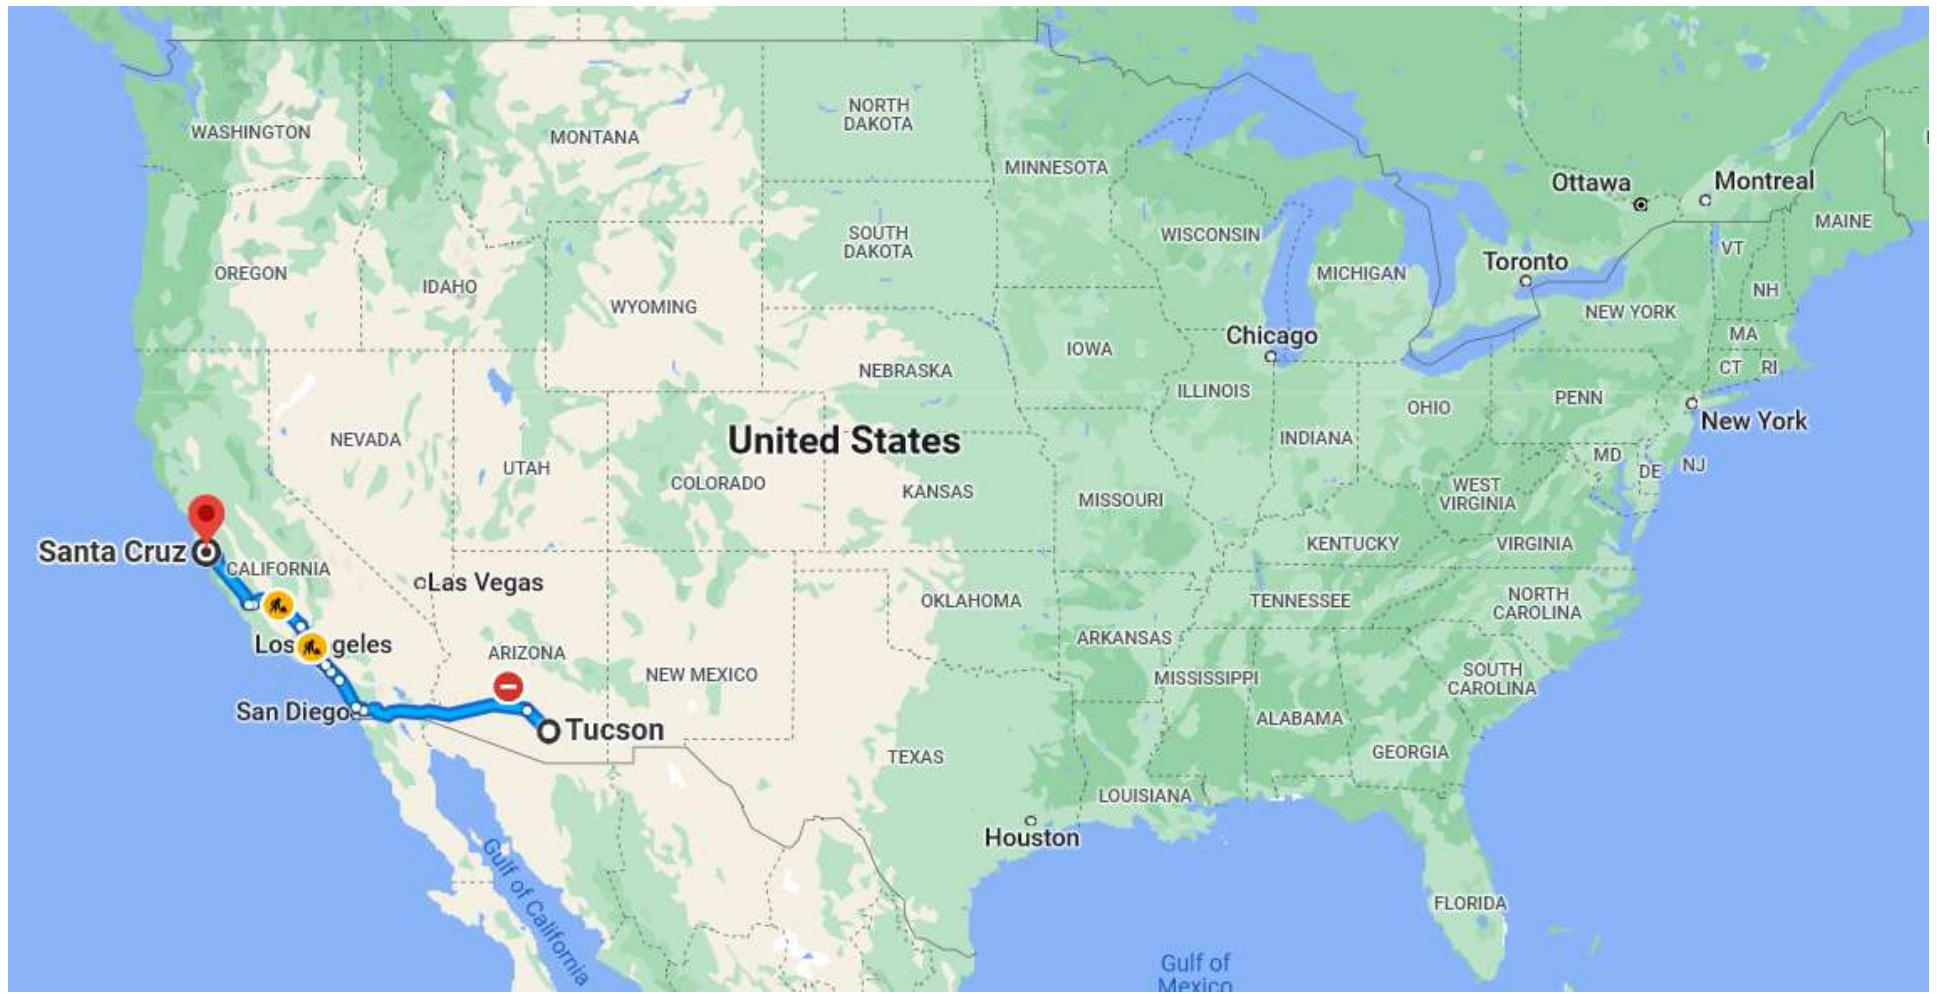 WASHINGTON
MONTANA
NORTH
DAKOTA
MINNESOTA
Ottawa
Montreal
MAINE
OREGON
IDAHO
WYOMING
SOUTH
DAKOTA
WISCONSIN
MICHIGAN
Toronto
VT
NH
NEW YORK
MA
CT
RI
Chicago
IOWA
NEBRASKA
ILLINOIS
INDIANA
OHIO
PENN
New York
NEVADA
UTAH
COLORADO
United States
KANSAS
MISSOURI
WEST
VIRGINIA
MD
DE
NJ
Santa Cruz
CALIFORNIA
Las Vegas
KENTUCKY
VIRGINIA
OKLAHOMA
TENNESSEE
NORTH
CAROLINA
Los geles
ARIZONA
NEW MEXICO
ARKANSAS
MISSISSIPPI
SOUTH
CAROLINA
San Diego
Tucson
TEXAS
ALABAMA
GEORGIA
LOUISIANA
Houston
FLORIDA
Gulf of California
Gulf of
Mexico